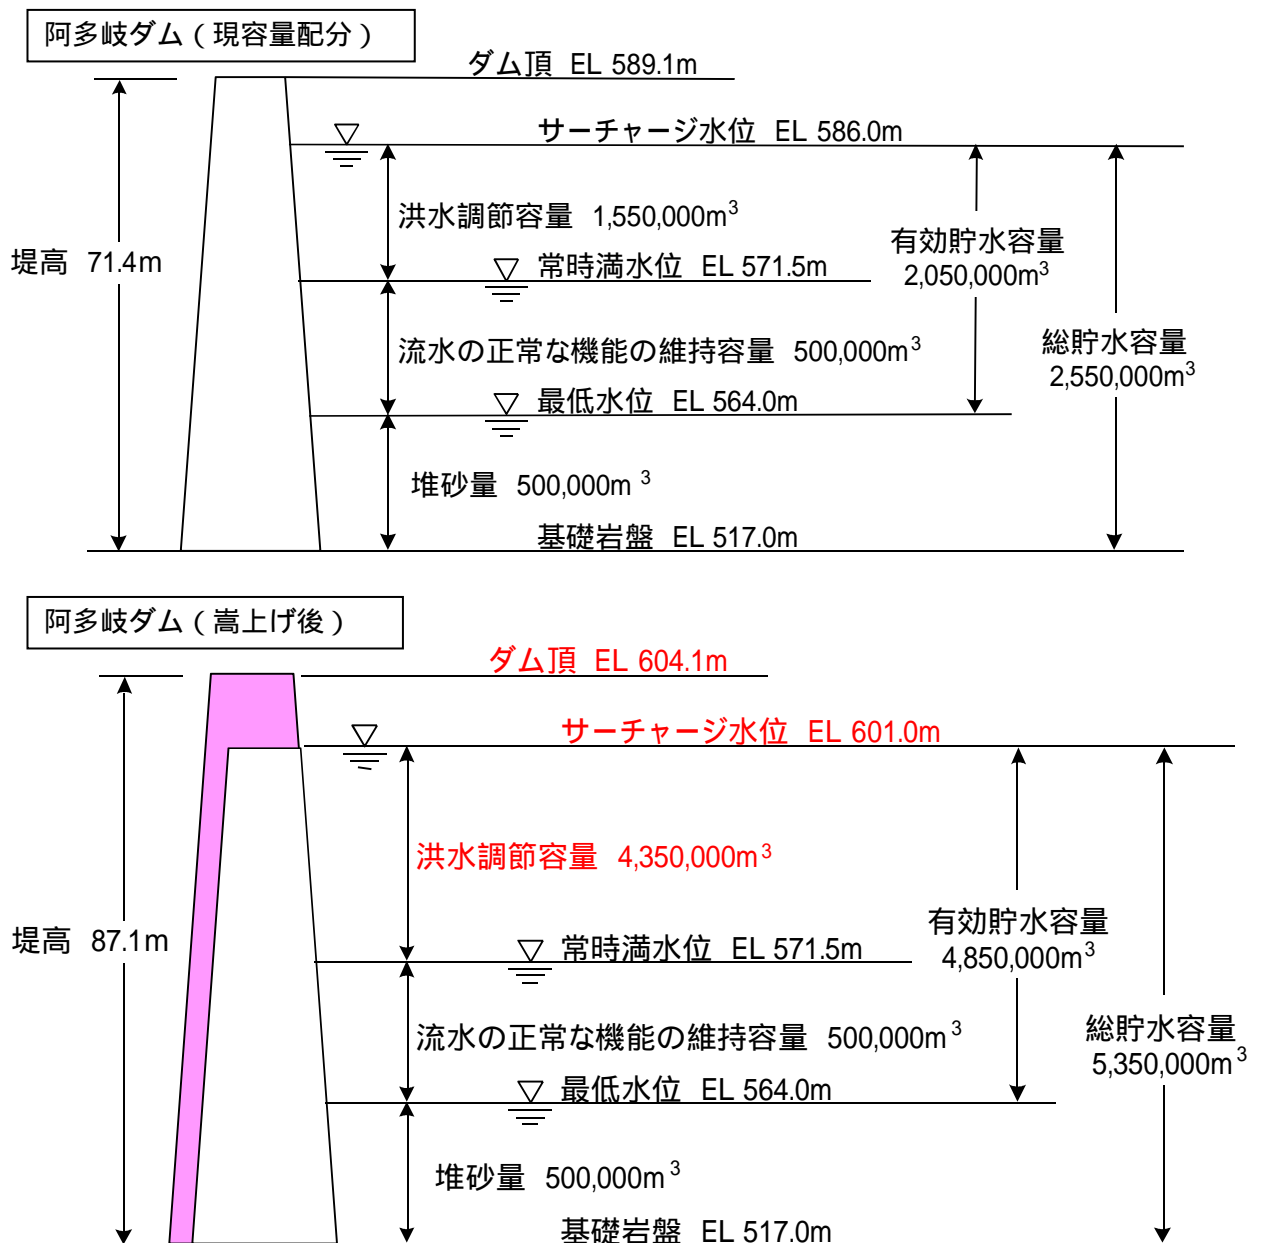 阿多岐ダム（現容量配分）
ダム頂 EL 589.1m
サーチャージ水位 EL 586.0m
洪水調節容量 1,550,000m³
有効貯水容量
2,050,000m³
堤高 71.4m
常時満水位 EL 571.5m
流水の正常な機能の維持容量 500,000m³
総貯水容量
2,550,000m³
最低水位 EL 564.0m
堆砂量 500,000m³
基礎岩盤 EL 517.0m
阿多岐ダム（嵩上げ後）
ダム頂 EL 604.1m
サーチャージ水位 EL 601.0m
洪水調節容量 4,350,000m³
有効貯水容量
4,850,000m³
堤高 87.1m
常時満水位 EL 571.5m
流水の正常な機能の維持容量 500,000m³
総貯水容量
5,350,000m³
最低水位 EL 564.0m
堆砂量 500,000m³
基礎岩盤 EL 517.0m